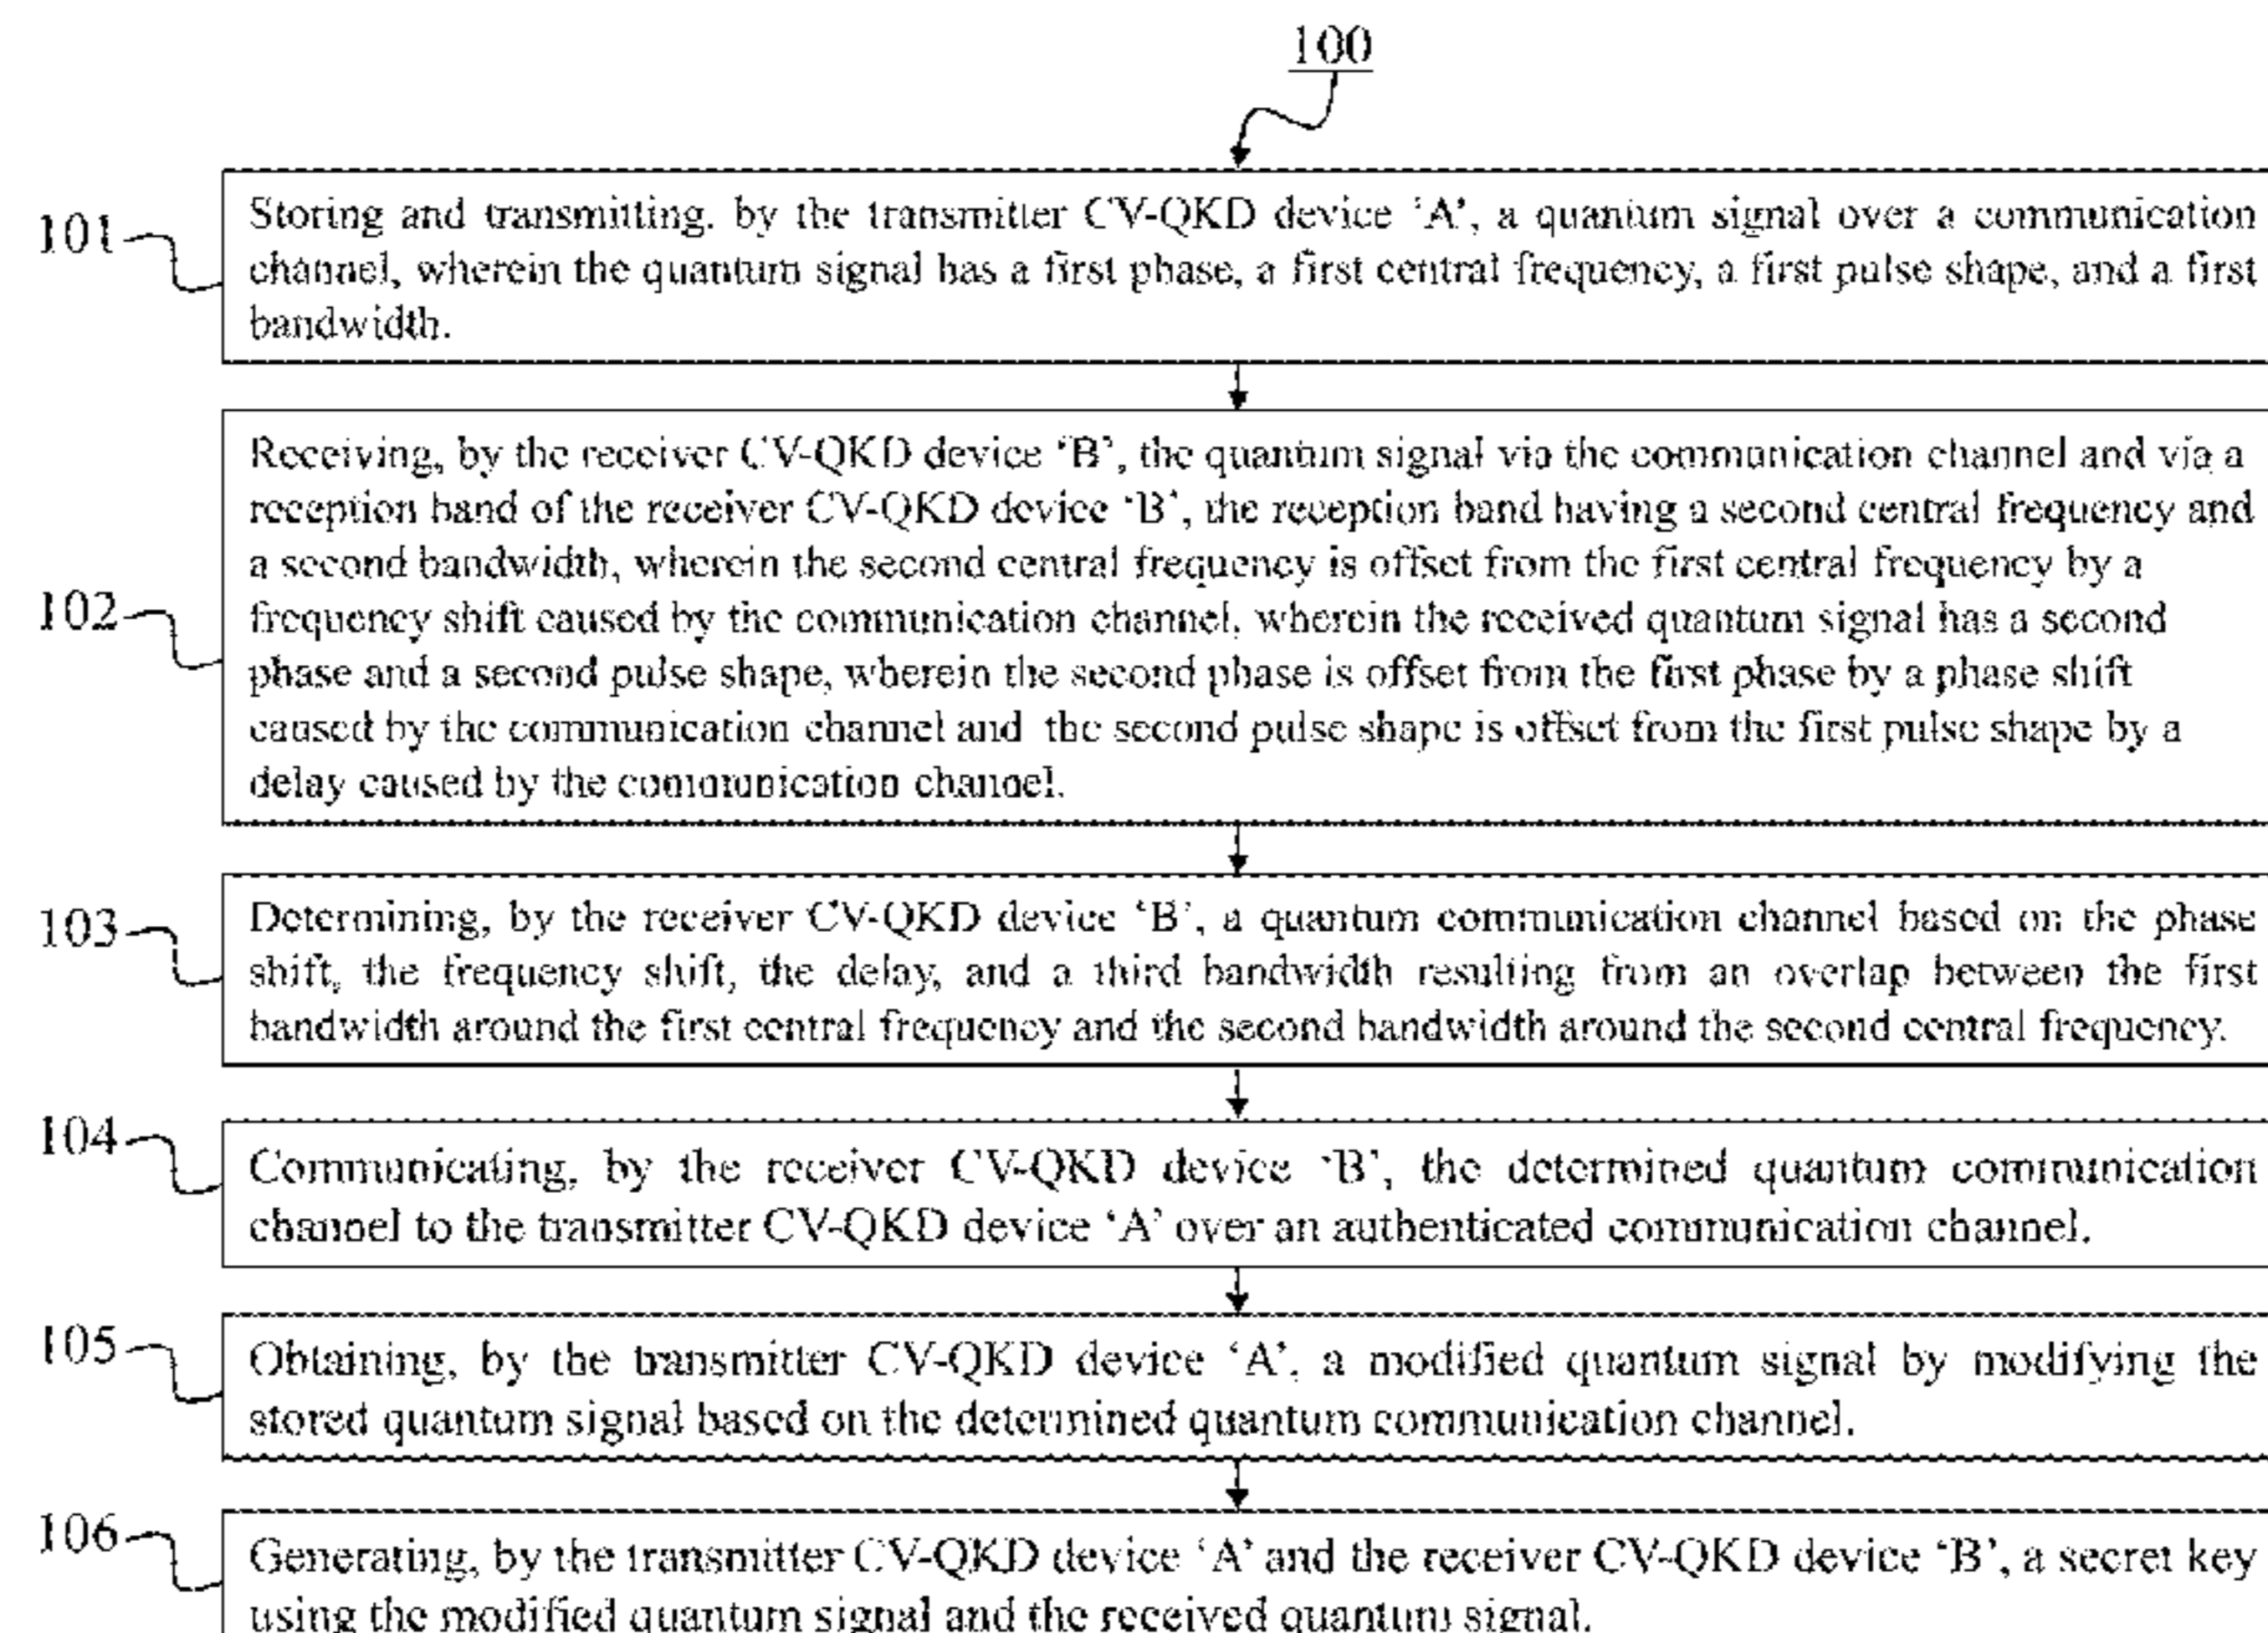 100
101
Storing and transmitting. by the transmitter CV-QKD device 'A', a quantum signal over a communication
channel, wherein the quantum signal has a first phase, a first central frequency, a first pulse shape, and a first
bandwidth.
102
Receiving, by the receiver CV-QKD device 'B', the quantum signal via the communication channel and via a
reception band of the receiver CV-QKD device 'B', the reception band having a second central frequency and
a second bandwidth, wherein the second central frequency is offset from the first central frequency by a
frequency shift caused by the communication channel, wherein the received quantum signal has a second
phase and a second pulse shape, wherein the second phase is offset from the first phase by a phase shift
caused by the communication channel and the second pulse shape is offset from the first pulse shape by a
delay caused by the communication channel.
103
Determining, by the receiver CV-QKD device 'B', a quantum communication channel based on the phase
shift, the frequency shift, the delay, and a third bandwidth resulting from an overlap between the first
bandwidth around the first central frequency and the second bandwidth around the second central frequency.
104
Communicating, by the receiver CV-QKD device 'B', the determined quantum communication
channel to the transmitter CV-QKD device 'A' over an authenticated communication channel.
105
Obtaining, by the transmitter CV-QKD device 'A', a modified quantum signal by modifying the
stored quantum signal based on the determined quantum communication channel.
106
Generating, by the transmitter CV-QKD device 'A' and the receiver CV-QKD device 'B', a secret key
using the modified quantum signal and the received quantum signal.